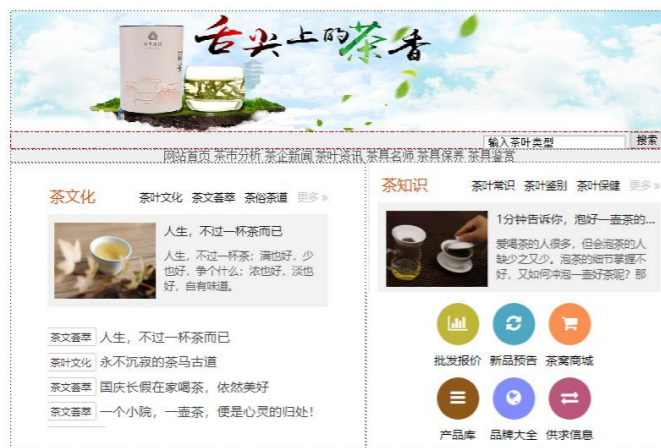 舌尖上的茶香
输入茶叶类型 搜索
网站首页 茶市分析 茶企新闻 茶叶资讯 茶具名师 茶具保养 茶具鉴赏
茶文化 茶叶文化 茶文荟萃 茶俗茶道 更多»
人生，不过一杯茶而已
人生，不过一杯茶；满也好，少
也好，争个什么；浓也好，淡也
好，自有味道。
茶文荟萃 人生，不过一杯茶而已
茶叶文化 永不沉寂的茶马古道
茶文荟萃 国庆长假在家喝茶，依然美好
茶文荟萃 一个小院，一壶茶，便是心灵的归处！
茶知识 茶叶常识 茶叶鉴别 茶叶保健 更多»
1分钟告诉你，泡好一壶茶的...
爱喝茶的人很多，但会泡茶的人
缺少之又少。泡茶的细节掌握不
好，又如何冲泡一壶好茶呢？那
批发报价 新品预告 茶窝商城
产品库 品牌大全 供求信息